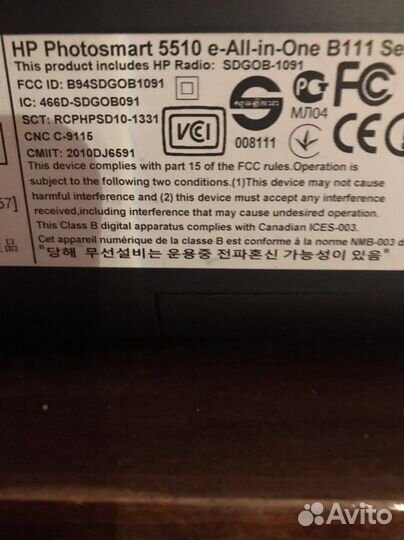 HP Photosmart 5510 e-All-in-One B111 Se
This product includes HP Radio: SDGOB-1091
FCC ID: B94SDGOB1091
IC: 466D-SDGOB091
SCT: RCPHPSD10-1331
CNC C-9115
CMIIT: 2010DJ6591
VCCI
008111
МЛ04
FC
CE
This device complies with part 15 of the FCC rules.Operation is
subject to the following two conditions.(1)This device may not cause
harmful interference and (2) this device must accept any interference
received,including interference that may cause undesired operation.
This Class B digital apparatus complies with Canadian ICES-003.
Cet appareil numérique de la classe B est conforme à la norme NMB-003 d
"당해 무선설비는 운용중 전파혼신 가능성이 있음"
57]
品
Avito